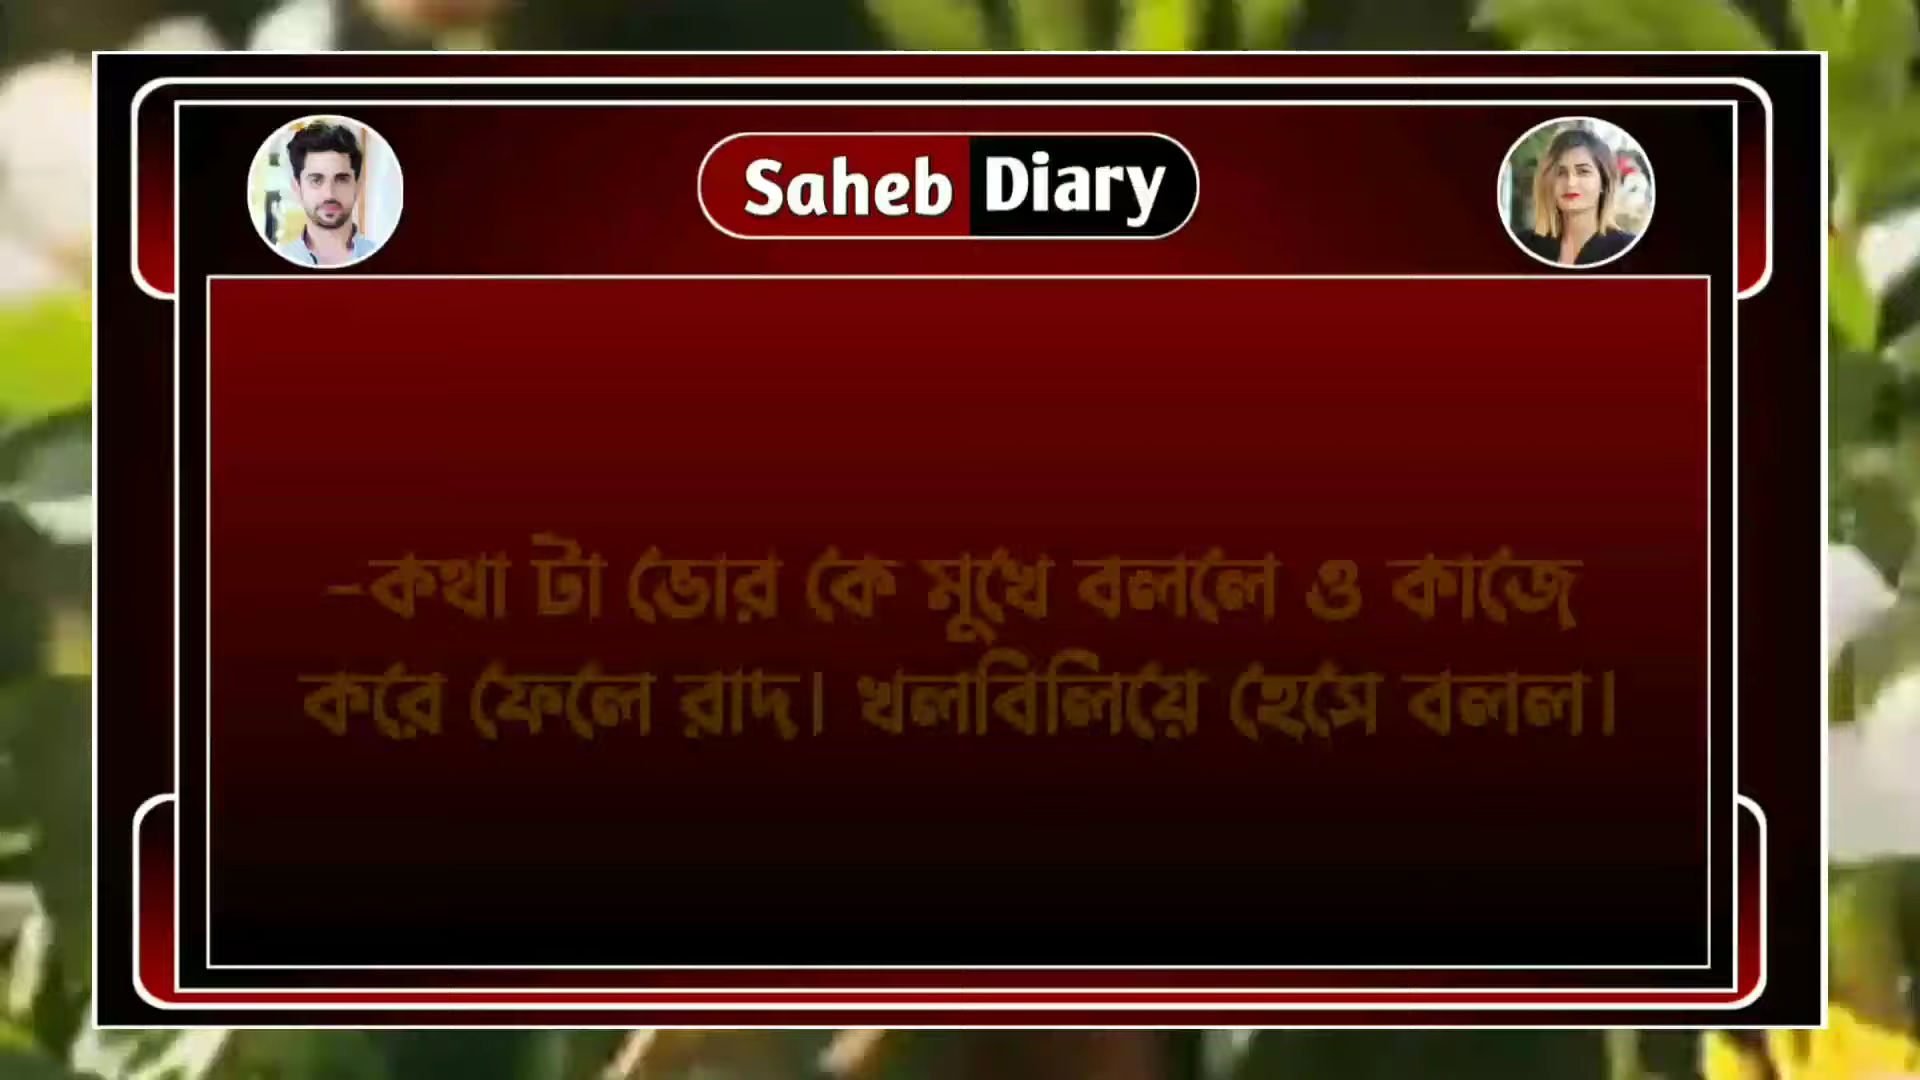 Saheb Diary
-কথা টা ভোর কে মুখে বললে ও কাজে
করে ফেলে রাদ। খলবিলিয়ে হেসে বলল।